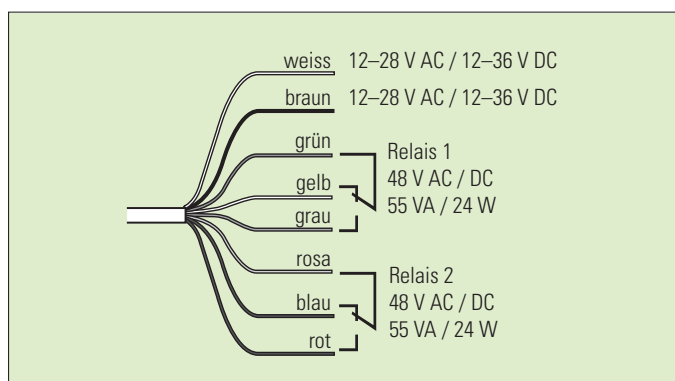 weiss 12–28 V AC / 12–36 V DC
braun 12–28 V AC / 12–36 V DC
grün
Relais 1
gelb
48 V AC / DC
grau
55 VA / 24 W
rosa
Relais 2
blau
48 V AC / DC
rot
55 VA / 24 W